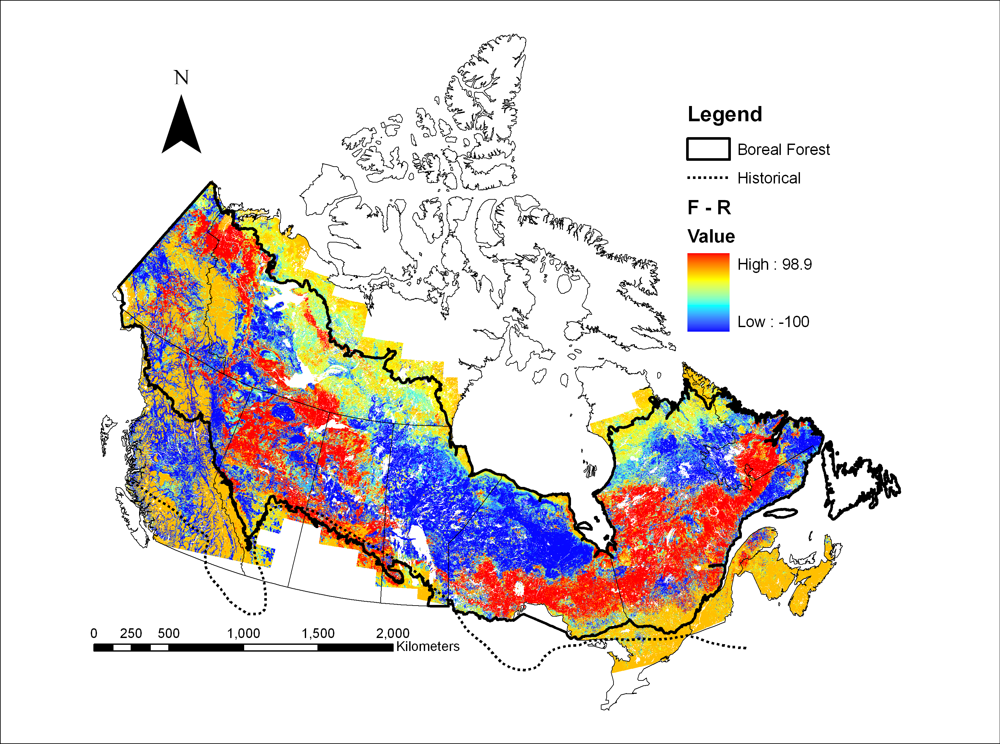 N
Legend
Boreal Forest
Historical
F - R
Value
High : 98.9
Low : -100
0 250 500 1,000 1,500 2,000
Kilometers